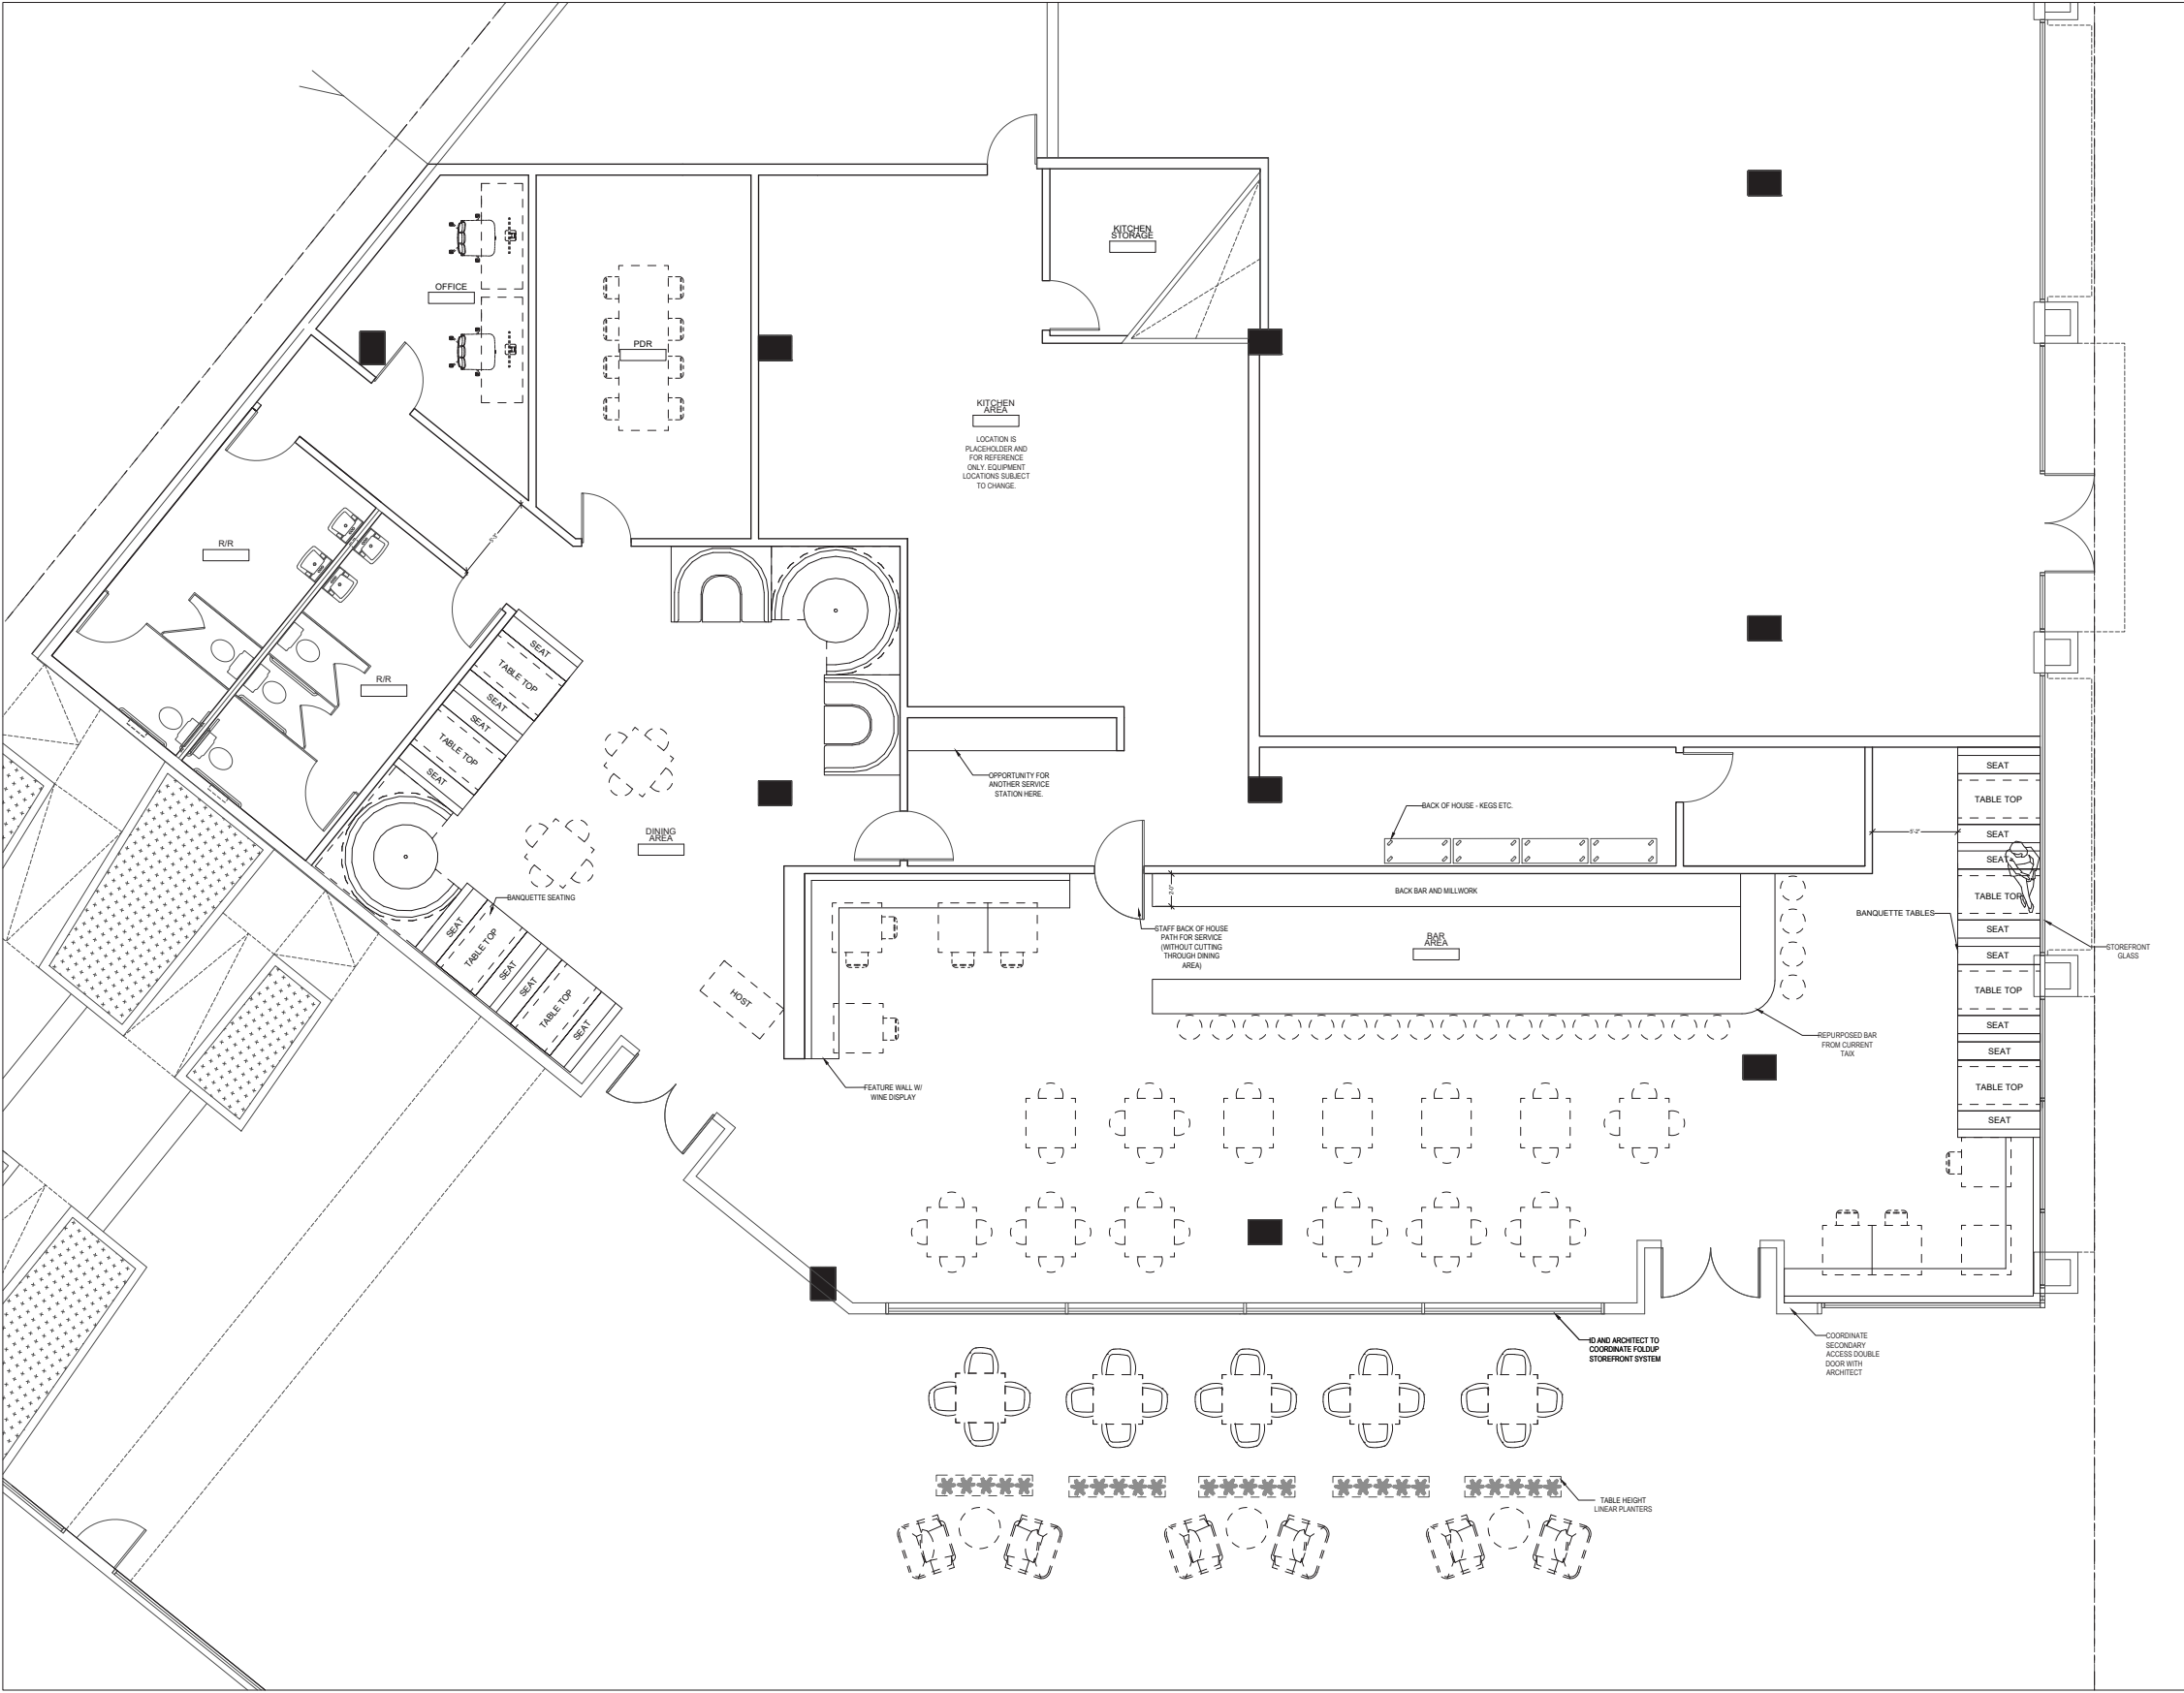 KITCHEN
STORAGE
OFFICE
PDR
KITCHEN
AREA
LOCATION IS
PLACEHOLDER AND
FOR REFERENCE
ONLY. EQUIPMENT
LOCATIONS SUBJECT
TO CHANGE.
R/R
R/R
SEAT
TABLE TOP
SEAT
SEAT
TABLE TOP
SEAT
OPPORTUNITY FOR
ANOTHER SERVICE
STATION HERE.
BACK OF HOUSE - KEGS ETC.
DINING
AREA
BANQUETTE SEATING
SEAT
TABLE TOP
SEAT
SEAT
TABLE TOP
SEAT
HOST
FEATURE WALL W/
WINE DISPLAY
2'-0"
STAFF BACK OF HOUSE
PATH FOR SERVICE
(WITHOUT CUTTING
THROUGH DINING
AREA)
BACK BAR AND MILLWORK
BAR
AREA
REPURPOSED BAR
FROM CURRENT
TAIX
BANQUETTE TABLES
SEAT
TABLE TOP
SEAT
SEAT
TABLE TOP
SEAT
SEAT
TABLE TOP
SEAT
SEAT
TABLE TOP
SEAT
STOREFRONT
GLASS
ID AND ARCHITECT TO
COORDINATE FOLDUP
STOREFRONT SYSTEM
COORDINATE
SECONDARY
ACCESS DOUBLE
DOOR WITH
ARCHITECT
TABLE HEIGHT
LINEAR PLANTERS